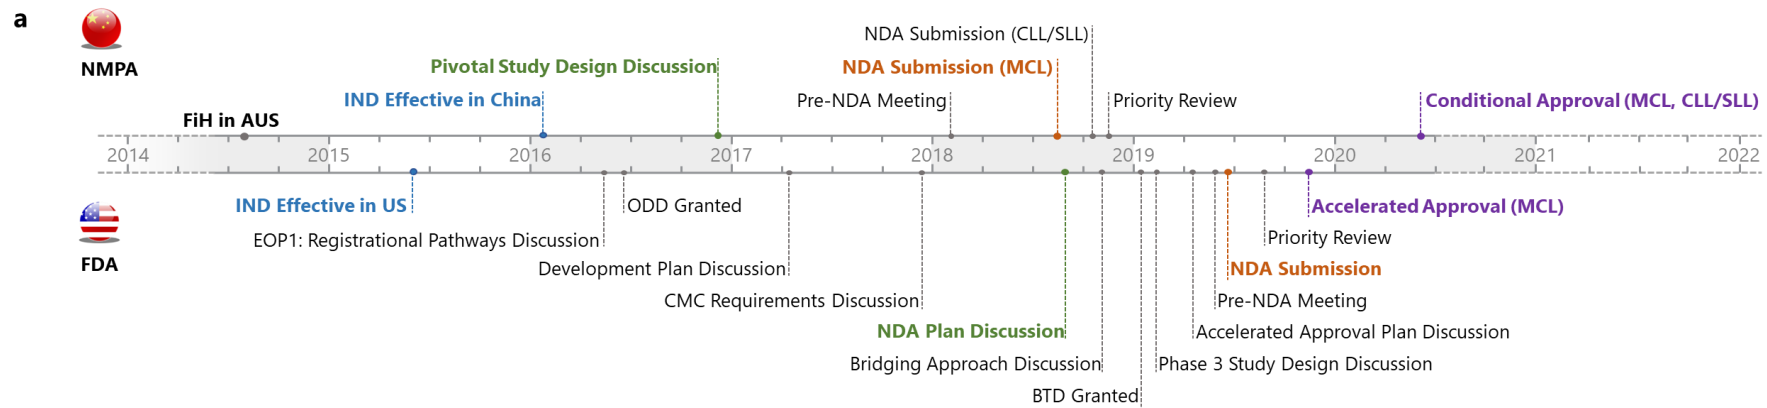 a
NMPA
NDA Submission (CLL/SLL)
Pivotal Study Design Discussion
NDA Submission (MCL)
IND Effective in China
Pre-NDA Meeting
Priority Review
Conditional Approval (MCL, CLL/SLL)
FiH in AUS
2014 2015 2016 2017 2018 2019 2020 2021 2022
IND Effective in US
ODD Granted
Accelerated Approval (MCL)
EOP1: Registrational Pathways Discussion
Priority Review
FDA
Development Plan Discussion
NDA Submission
CMC Requirements Discussion
Pre-NDA Meeting
NDA Plan Discussion
Accelerated Approval Plan Discussion
Bridging Approach Discussion
Phase 3 Study Design Discussion
BTD Granted